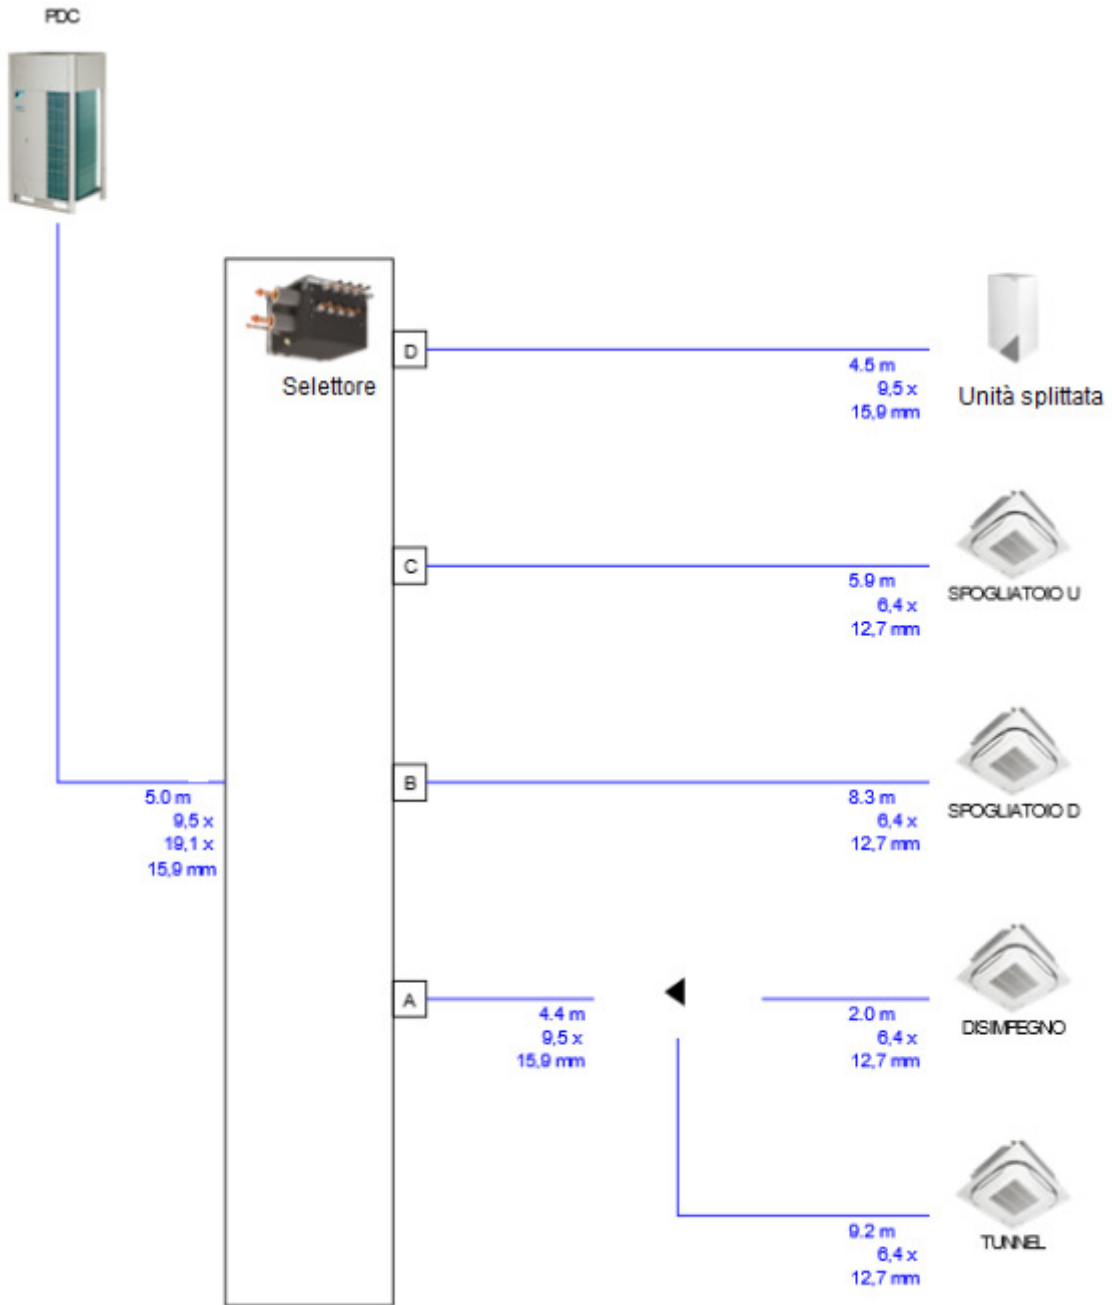 PDC
Selettore
D
4.5 m
9,5 x
15,9 mm
Unità splittata
C
5.9 m
6,4 x
12,7 mm
SPOGLIATOIO U
B
5.0 m
9,5 x
19,1 x
15,9 mm
8.3 m
6,4 x
12,7 mm
SPOGLIATOIO D
A
4.4 m
9,5 x
15,9 mm
2.0 m
6,4 x
12,7 mm
DISIMPEGNO
9.2 m
6,4 x
12,7 mm
TUNNEL